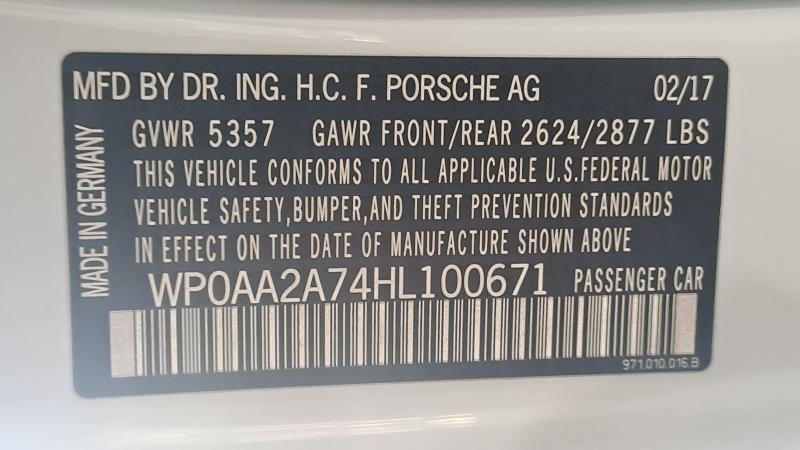 MFD BY DR. ING. H.C. F. PORSCHE AG 02/17
GVWR 5357 GAWR FRONT/REAR 2624/2877 LBS
THIS VEHICLE CONFORMS TO ALL APPLICABLE U.S.FEDERAL MOTOR
VEHICLE SAFETY,BUMPER,AND THEFT PREVENTION STANDARDS
IN EFFECT ON THE DATE OF MANUFACTURE SHOWN ABOVE
WP0AA2A74HL100671 PASSENGER CAR
971.010.016.B
MADE IN GERMANY